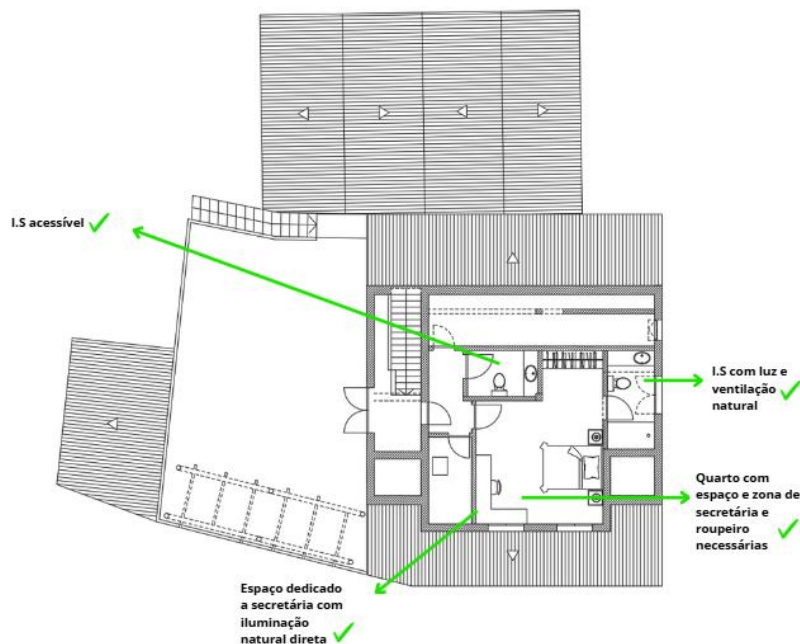 I.S acessível
I.S com luz e
ventilação
natural
Quarto com
espaço e zona de
secretária e
roupeiro
necessárias
Espaço dedicado
a secretária com
iluminação
natural direta